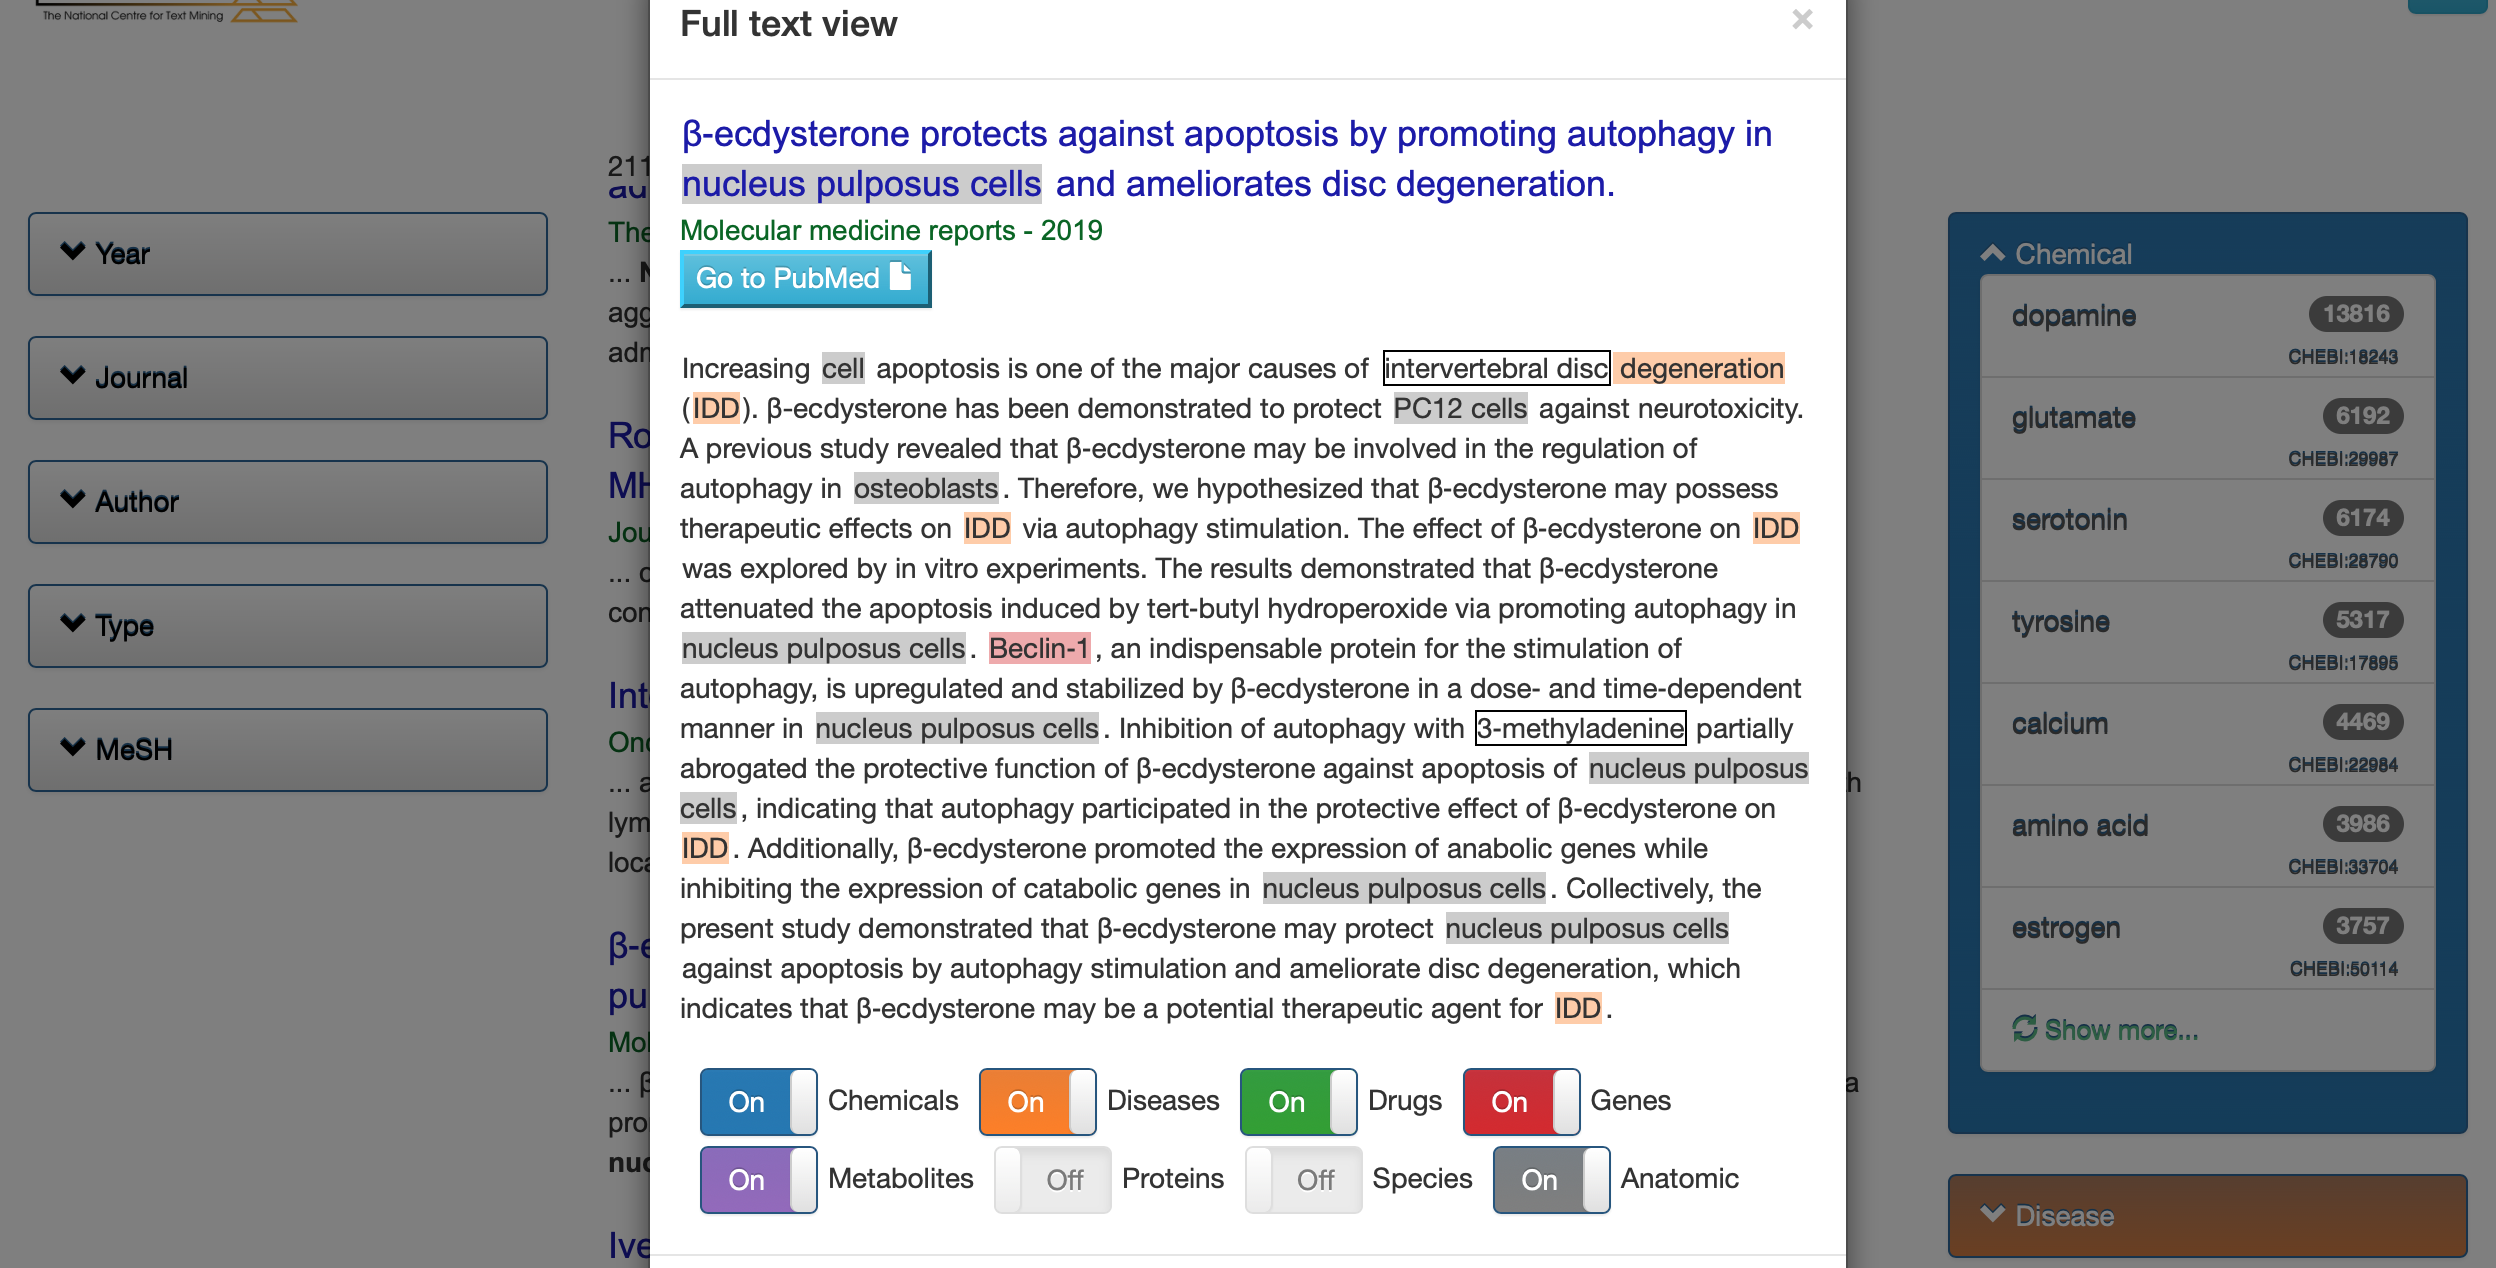 The National Centre for Text Mining
Full text view
×
β-ecdysterone protects against apoptosis by promoting autophagy in
nucleus pulposus cells and ameliorates disc degeneration.
Molecular medicine reports - 2019
Go to PubMed
Increasing cell apoptosis is one of the major causes of intervertebral disc degeneration
(IDD). β-ecdysterone has been demonstrated to protect PC12 cells against neurotoxicity.
A previous study revealed that β-ecdysterone may be involved in the regulation of
autophagy in osteoblasts. Therefore, we hypothesized that β-ecdysterone may possess
therapeutic effects on IDD via autophagy stimulation. The effect of β-ecdysterone on IDD
was explored by in vitro experiments. The results demonstrated that β-ecdysterone
attenuated the apoptosis induced by tert-butyl hydroperoxide via promoting autophagy in
nucleus pulposus cells. Beclin-1, an indispensable protein for the stimulation of
autophagy, is upregulated and stabilized by β-ecdysterone in a dose- and time-dependent
manner in nucleus pulposus cells. Inhibition of autophagy with 3-methyladenine partially
abrogated the protective function of β-ecdysterone against apoptosis of nucleus pulposus
cells, indicating that autophagy participated in the protective effect of β-ecdysterone on
IDD. Additionally, β-ecdysterone promoted the expression of anabolic genes while
inhibiting the expression of catabolic genes in nucleus pulposus cells. Collectively, the
present study demonstrated that β-ecdysterone may protect nucleus pulposus cells
against apoptosis by autophagy stimulation and ameliorate disc degeneration, which
indicates that β-ecdysterone may be a potential therapeutic agent for IDD.
On Chemicals On Diseases On Drugs On Genes
On Metabolites Off Proteins Off Species On Anatomic
Year
Journal
Author
Type
MeSH
211
The
Chemical
dopamine 13816
CHEBI:18243
glutamate 6192
CHEBI:29987
serotonin 6174
CHEBI:28790
tyrosine 5317
CHEBI:17895
calcium 4469
CHEBI:22984
amino acid 3986
CHEBI:33704
estrogen 3757
CHEBI:50114
Show more...
Disease